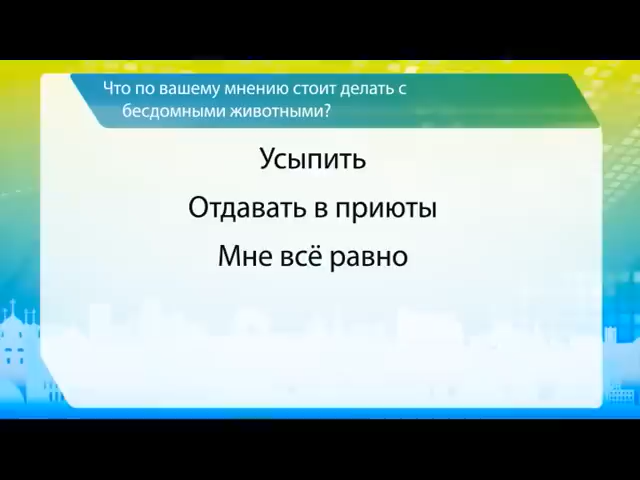 Что по вашему мнению стоит делать с
бесдомными животными?
Усыпить
Отдавать в приюты
Мне всё равно